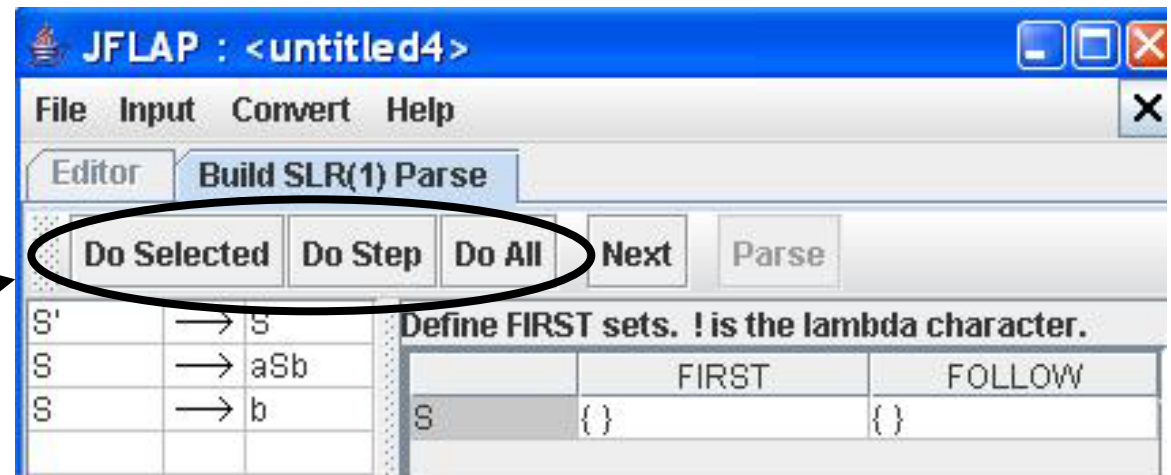 JFLAP : <untitled4>
File Input Convert Help
Editor Build SLR(1) Parse
Do Selected Do Step Do All Next Parse
Define FIRST sets. ! is the lambda character.
S' → S
S → aSb
S → b
FIRST FOLLOW
S { } { }